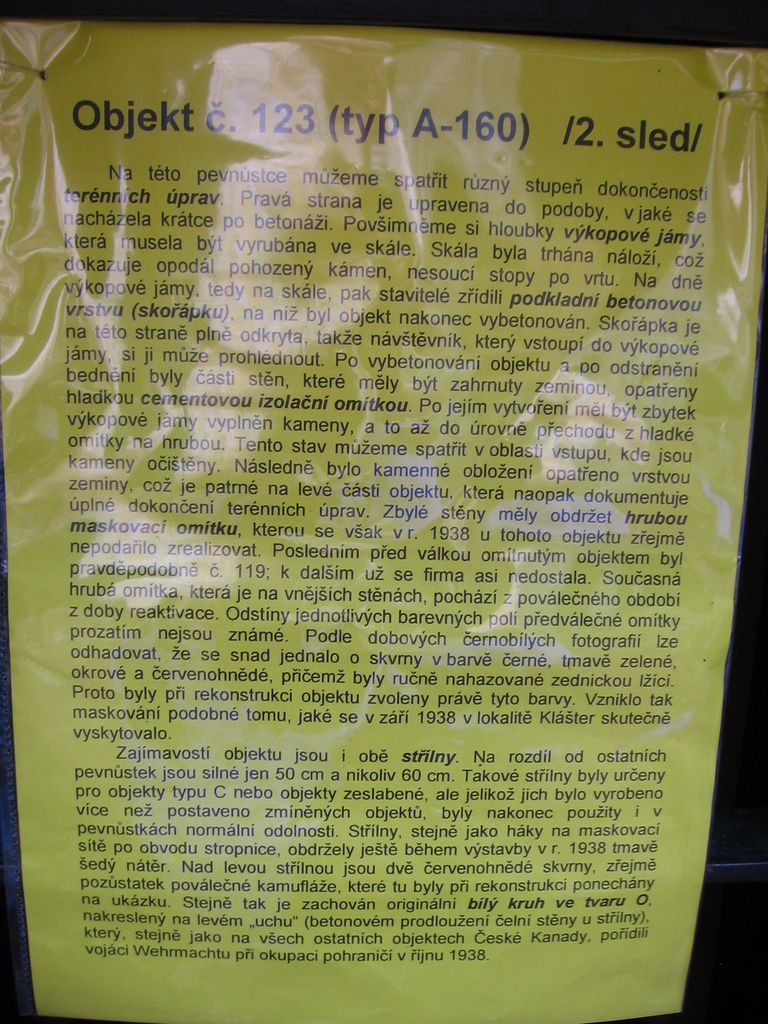 Objekt č. 123 (typ A-160) /2. sled/
Na této pevnůstce můžeme spatřit různý stupeň dokončenosti
terénních úprav. Pravá strana je upravena do podoby, v jaké se
nacházela krátce po betonáži. Povšimněme si hloubky výkopové jámy,
která musela být vyrubána ve skále. Skála byla trhána náloží, což
dokazuje opodál pohozený kámen, nesoucí stopy po vrtu. Na dně
výkopové jámy, tedy na skále, pak stavitelé zřídili podkladní betonovou
vrstvu (skořápku), na níž byl objekt nakonec vybetonován. Skořápka je
na této straně plně odkryta, takže návštěvník, který vstoupí do výkopové
jámy, si ji může prohlédnout. Po vybetonování objektu a po odstranění
bednění byly části stěn, které měly být zahrnuty zeminou, opatřeny
hladkou cementovou izolační omítkou. Po jejím vytvoření měl být zbytek
výkopové jámy vyplněn kameny, a to až do úrovně přechodu z hladké
omítky na hrubou. Tento stav můžeme spatřit v oblasti vstupu, kde jsou
kameny očištěny. Následně bylo kamenné obložení opatřeno vrstvou
zeminy, což je patrné na levé části objektu, která naopak dokumentuje
úplné dokončení terénních úprav. Zbylé stěny měly obdržet hrubou
maskovací omítku, kterou se však v r. 1938 u tohoto objektu zřejmě
nepodařilo zrealizovat. Posledním před válkou omítnutým objektem byl
pravděpodobně č. 119; k dalším už se firma asi nedostala. Současná
hrubá omítka, která je na vnějších stěnách, pochází z poválečného období
z doby reaktivace. Odstíny jednotlivých barevných polí předválečné omítky
prozatím nejsou známé. Podle dobových černobílých fotografií lze
odhadovat, že se snad jednalo o skvrny v barvě černé, tmavě zelené,
okrové a červenohnědé, přičemž byly ručně nahazované zednickou lžící.
Proto byly při rekonstrukci objektu zvoleny právě tyto barvy. Vzniklo tak
maskování podobné tomu, jaké se v září 1938 v lokalitě Klášter skutečně
vyskytovalo.
Zajímavostí objektu jsou i obě střílny. Na rozdíl od ostatních
pevnůstek jsou silné jen 50 cm a nikoliv 60 cm. Takové střílny byly určeny
pro objekty typu C nebo objekty zeslabené, ale jelikož jich bylo vyrobeno
více než postaveno zmíněných objektů, byly nakonec použity i v
pevnůstkách normální odolnosti. Střílny, stejně jako háky na maskovací
sítě po obvodu stropnice, obdržely ještě během výstavby v r. 1938 tmavě
šedý nátěr. Nad levou střílnou jsou dvě červenohnědé skvrny, zřejmě
pozůstatek poválečné kamufláže, které tu byly při rekonstrukci ponechány
na ukázku. Stejně tak je zachován originální bílý kruh ve tvaru O,
nakreslený na levém „uchu“ (betonovém prodloužení čelní stěny u střílny),
který, stejně jako na všech ostatních objektech České Kanady, pořídili
vojáci Wehrmachtu při okupaci pohraničí v říjnu 1938.